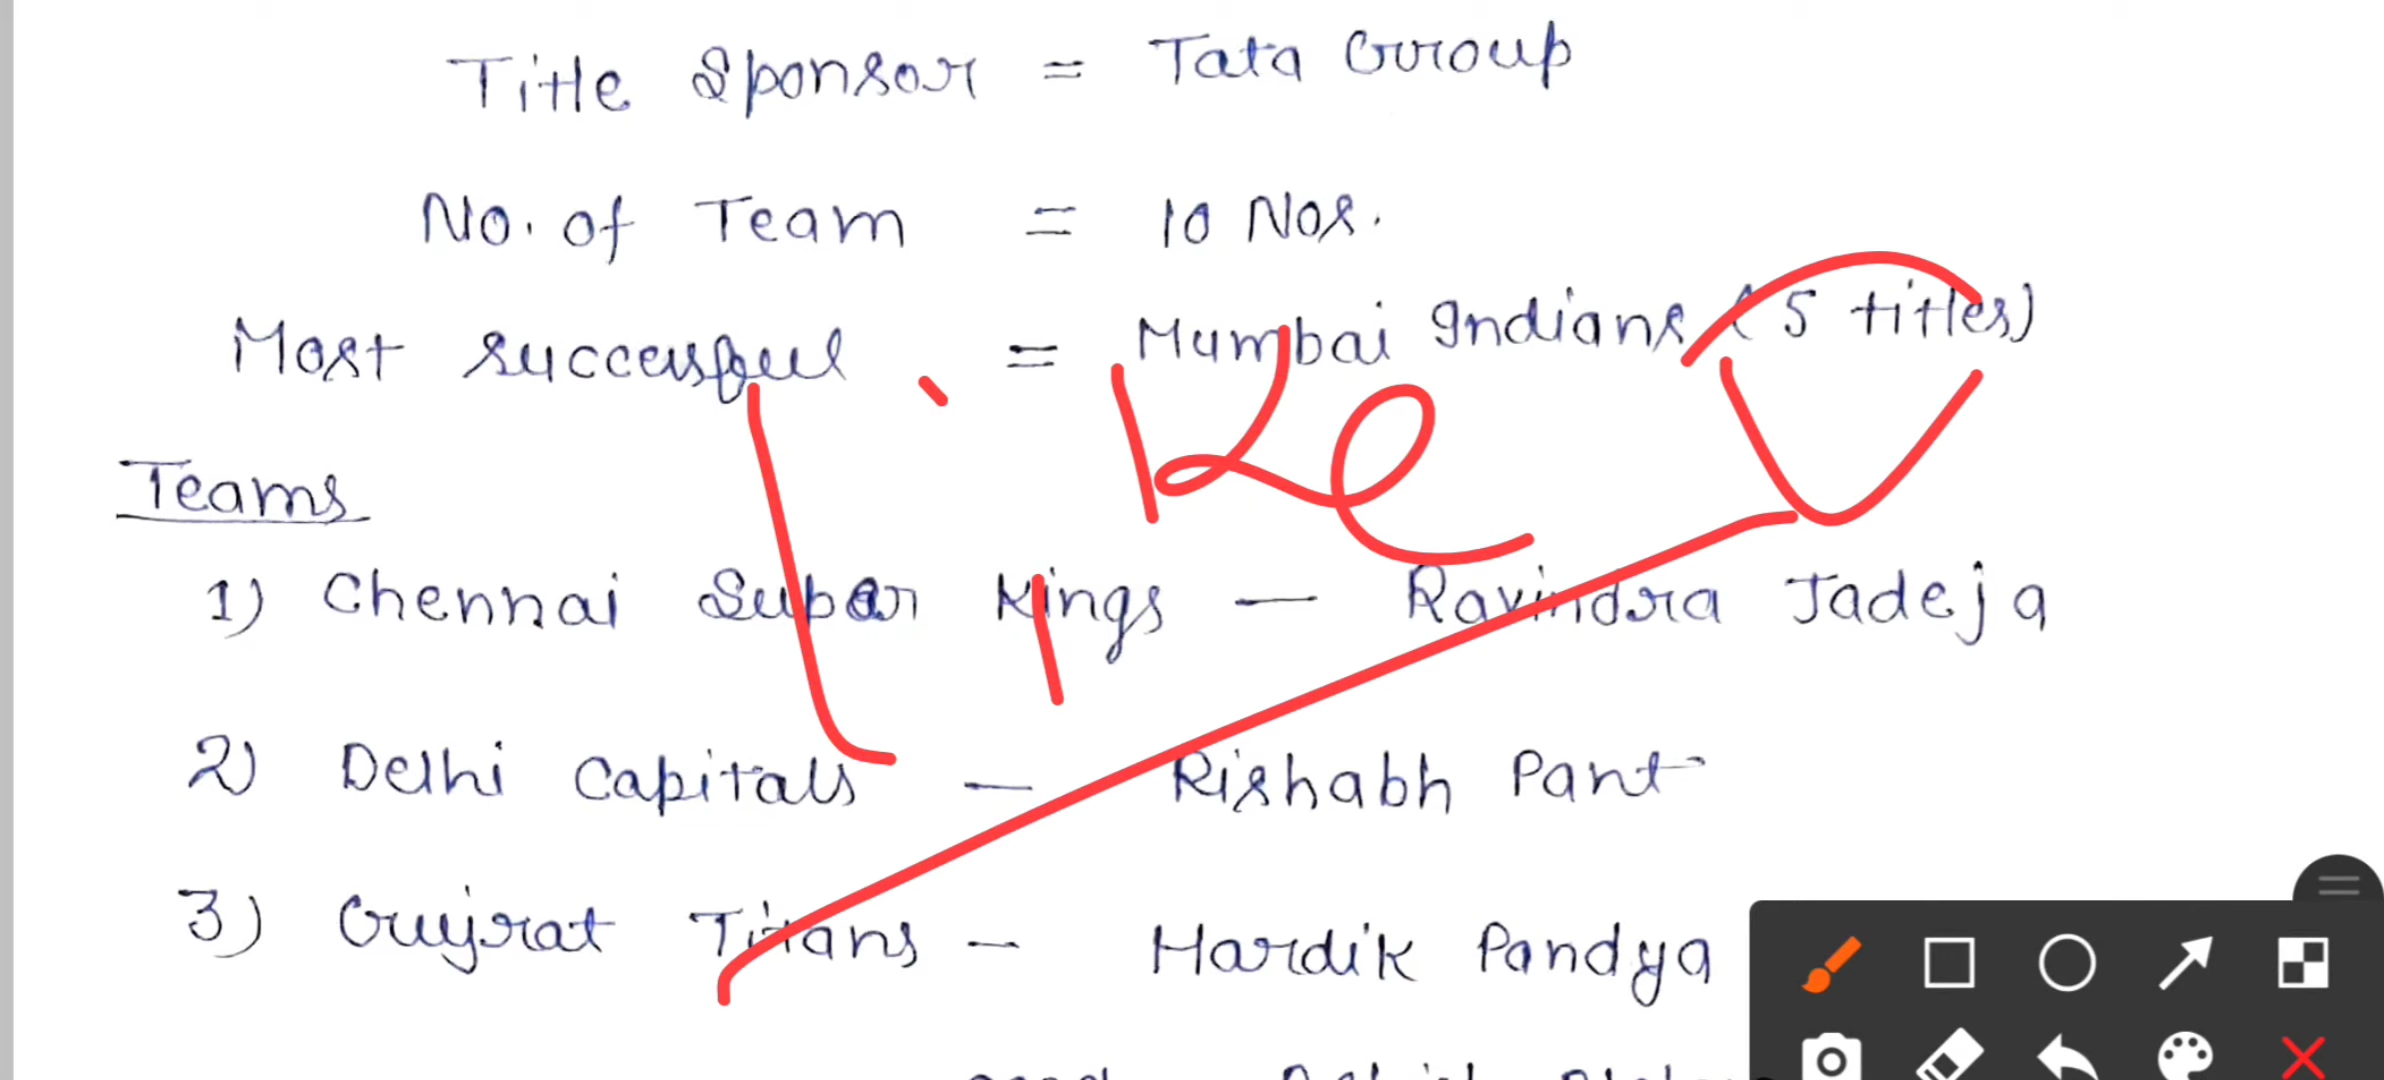 Title Sponsor = Tata Group
No. of Team = 10 Nos.
Most successful = Mumbai Indians (5 titles)
Teams
1) Chennai Super Kings — Ravindra Jadeja
2) Delhi Capitals — Rishabh Pant
3) Gujrat Titans — Hardik Pandya